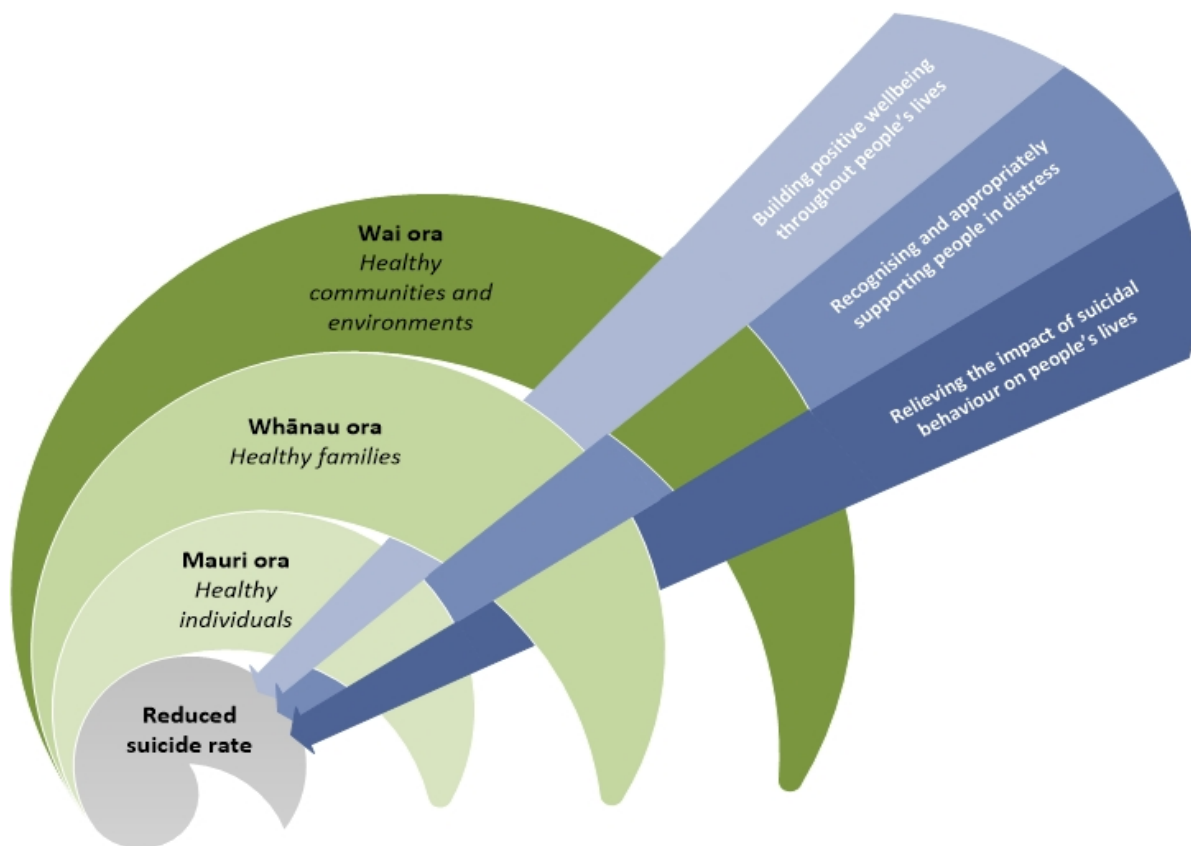 Wai ora
Healthy
communities and
environments
Whānau ora
Healthy families
Mauri ora
Healthy
individuals
Reduced
suicide rate
Building positive wellbeing
throughout people's lives
Recognising and appropriately
supporting people in distress
Relieving the impact of suicidal
behaviour on people's lives